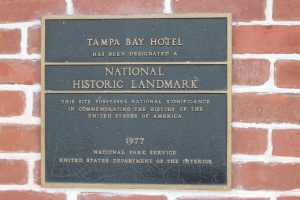 TAMPA BAY HOTEL
HAS BEEN DESIGNATED A
NATIONAL
HISTORIC LANDMARK
THIS SITE POSSESSES NATIONAL SIGNIFICANCE
IN COMMEMORATING THE HISTORY OF THE
UNITED STATES OF AMERICA
1977
NATIONAL PARK SERVICE
UNITED STATES DEPARTMENT OF THE INTERIOR